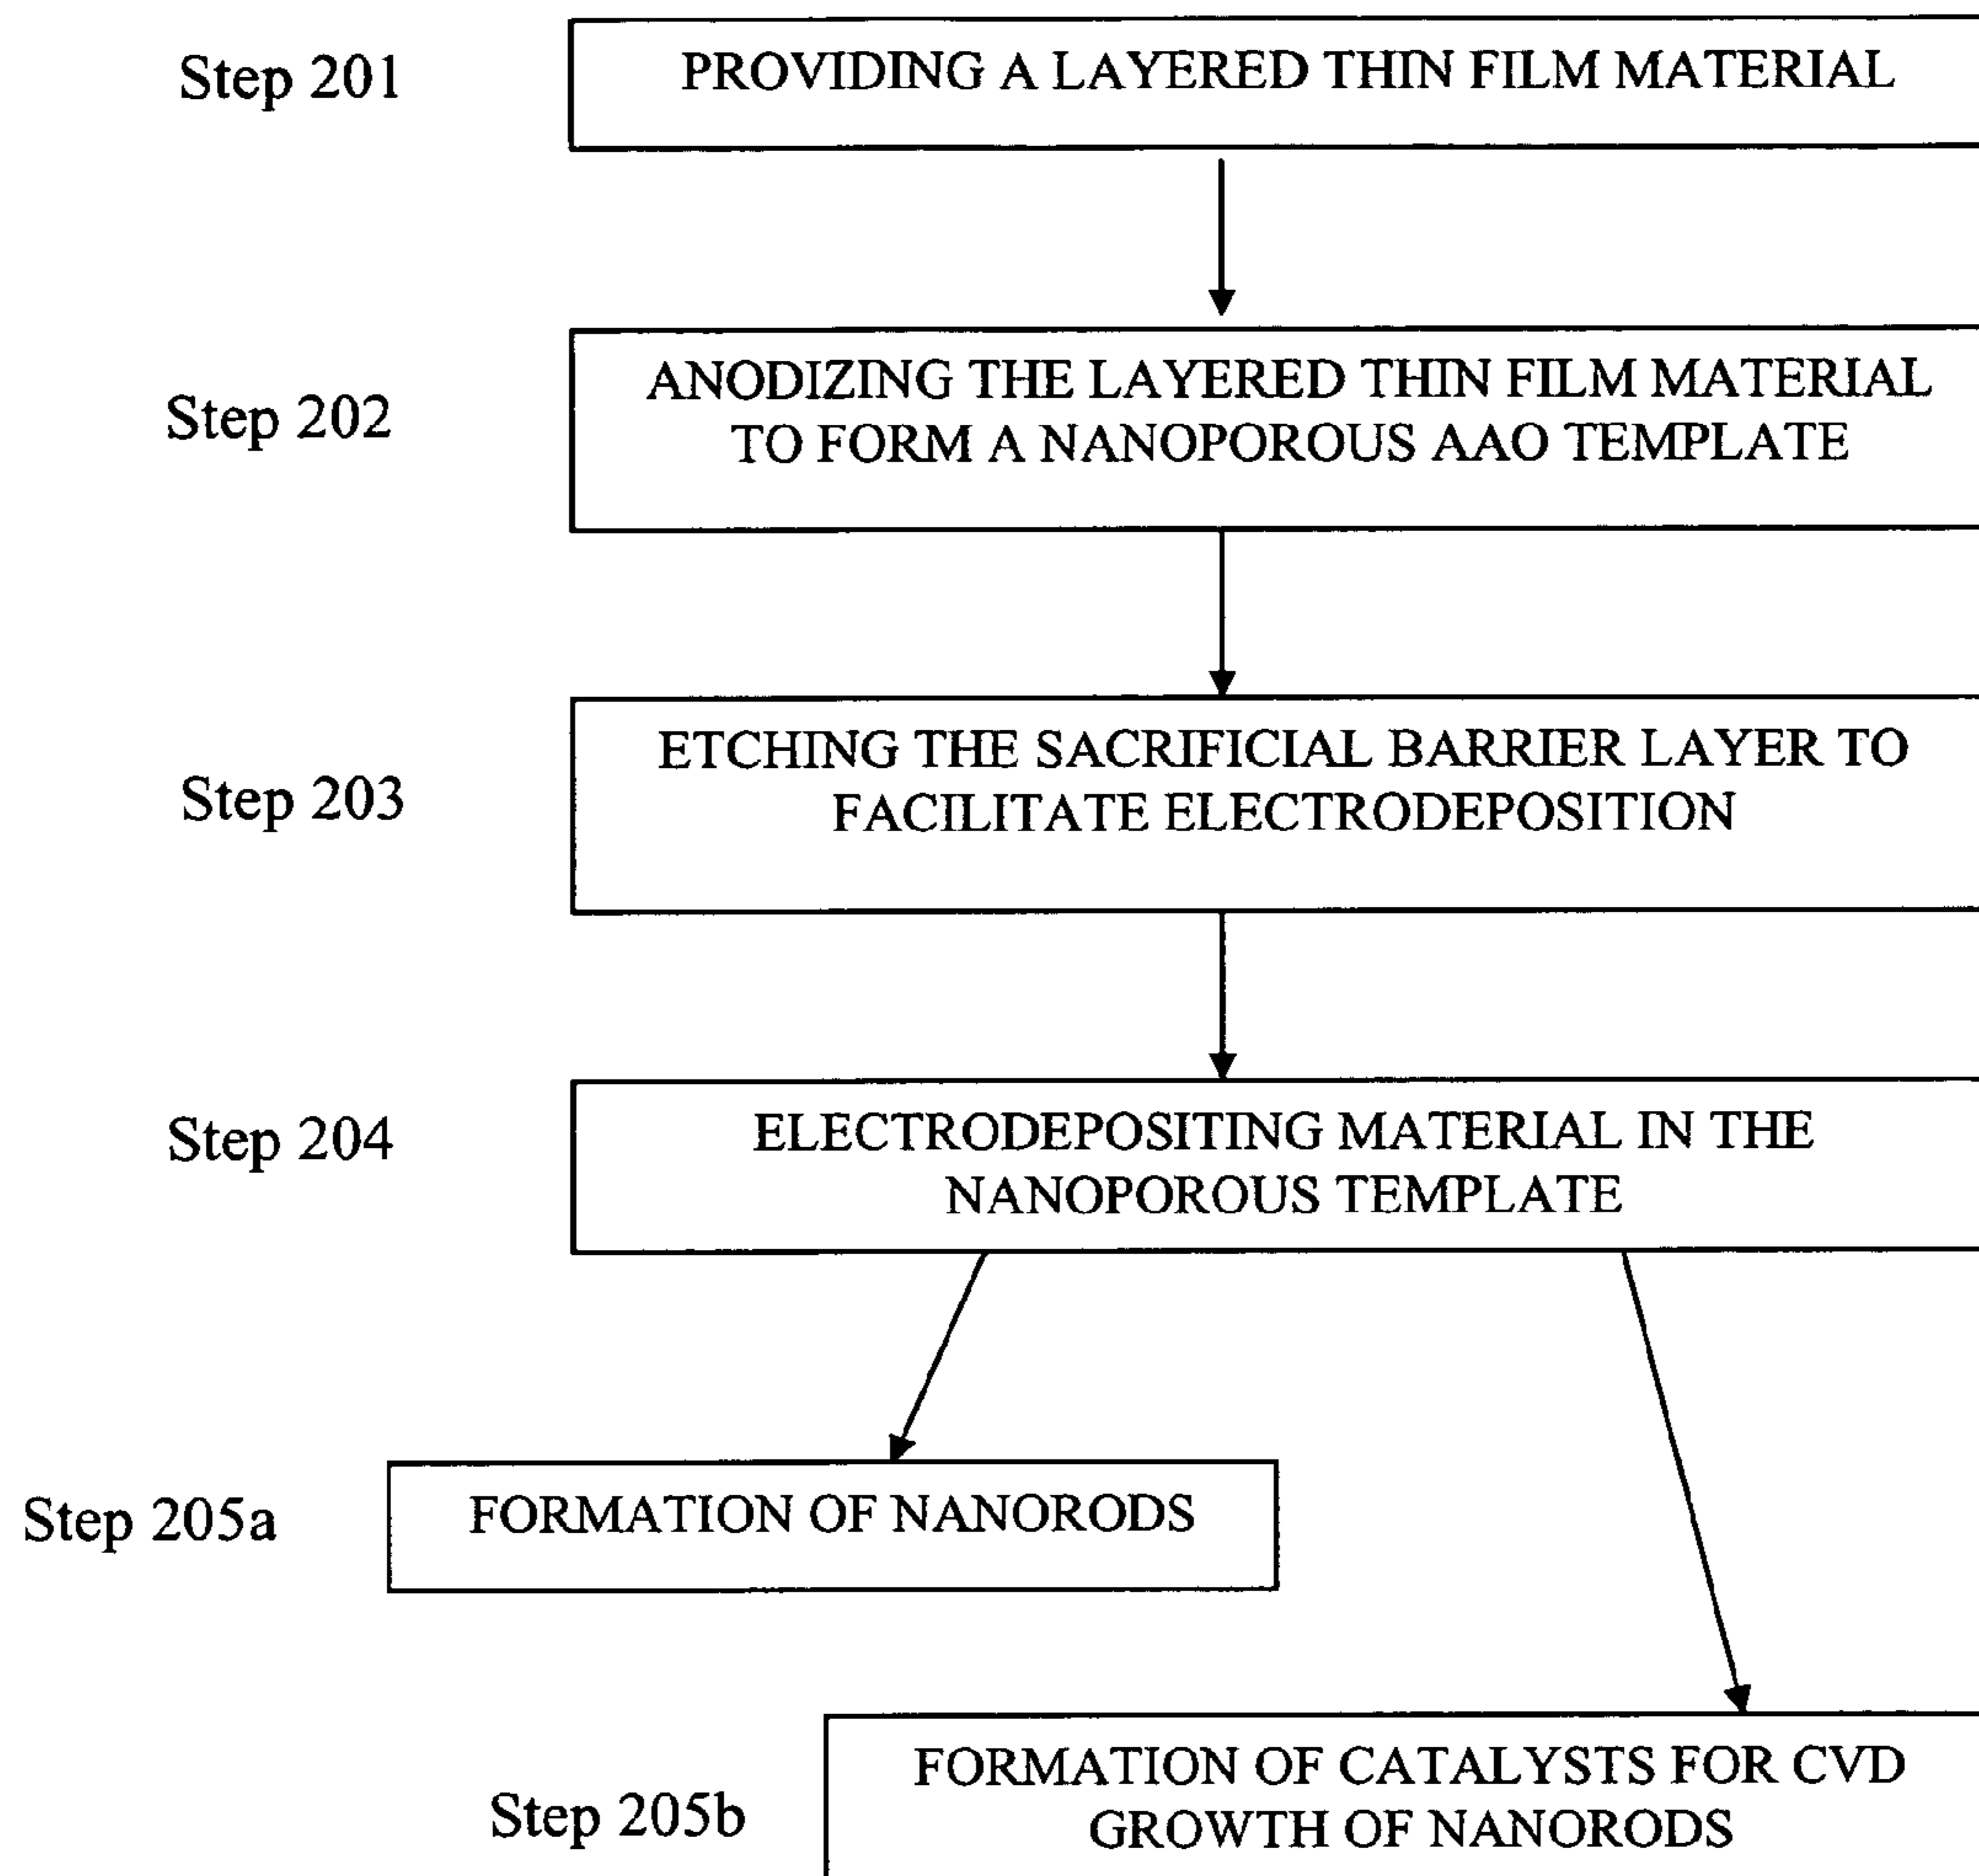 Step 201
PROVIDING A LAYERED THIN FILM MATERIAL
Step 202
ANODIZING THE LAYERED THIN FILM MATERIAL
TO FORM A NANOPOROUS AAO TEMPLATE
Step 203
ETCHING THE SACRIFICIAL BARRIER LAYER TO
FACILITATE ELECTRODEPOSITION
Step 204
ELECTRODEPOSITING MATERIAL IN THE
NANOPOROUS TEMPLATE
Step 205a
FORMATION OF NANORODS
Step 205b
FORMATION OF CATALYSTS FOR CVD
GROWTH OF NANORODS